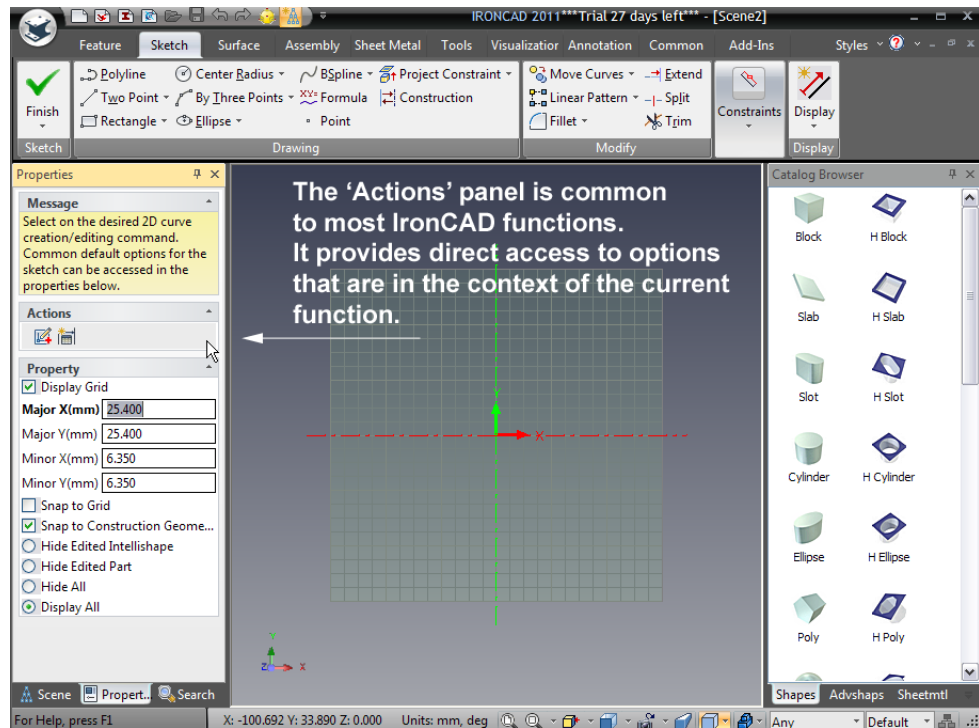 IRONCAD 2011***Trial 27 days left*** - [Scene2]
Feature Sketch Surface Assembly Sheet Metal Tools Visualization Annotation Common Add-Ins Styles
Polyline Center Radius BSpline Project Constraint Move Curves Extend
Two Point By Three Points XY= Formula Construction Linear Pattern Split
Finish Rectangle Ellipse Point Fillet Trim Constraints Display
Sketch Drawing Modify Display
Properties
Message
Select on the desired 2D curve
creation/editing command.
Common default options for the
sketch can be accessed in the
properties below.
Actions
Property
Display Grid
Major X(mm) 25.400
Major Y(mm) 25.400
Minor X(mm) 6.350
Minor Y(mm) 6.350
Snap to Grid
Snap to Construction Geome...
Hide Edited Intellishape
Hide Edited Part
Hide All
Display All
Scene Propert... Search
The ‘Actions’ panel is common
to most IronCAD functions.
It provides direct access to options
that are in the context of the current
function.
Y
X
Z X
Catalog Browser
Block H Block
Slab H Slab
Slot H Slot
Cylinder H Cylinder
Ellipse H Ellipse
Poly H Poly
Shapes Advshaps Sheetmtl
For Help, press F1 X: -100.692 Y: 33.890 Z: 0.000 Units: mm, deg Any Default